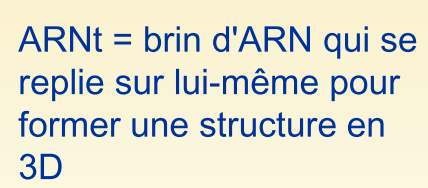 ARNt = brin d'ARN qui se
replie sur lui-même pour
former une structure en
3D